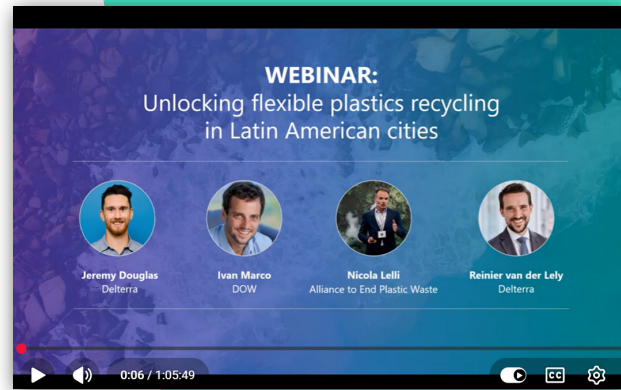 WEBINAR:
Unlocking flexible plastics recycling
in Latin American cities
Jeremy Douglas
Delterra
Ivan Marco
DOW
Nicola Lelli
Alliance to End Plastic Waste
Reinier van der Lely
Delterra
0:06 / 1:05:49
CC